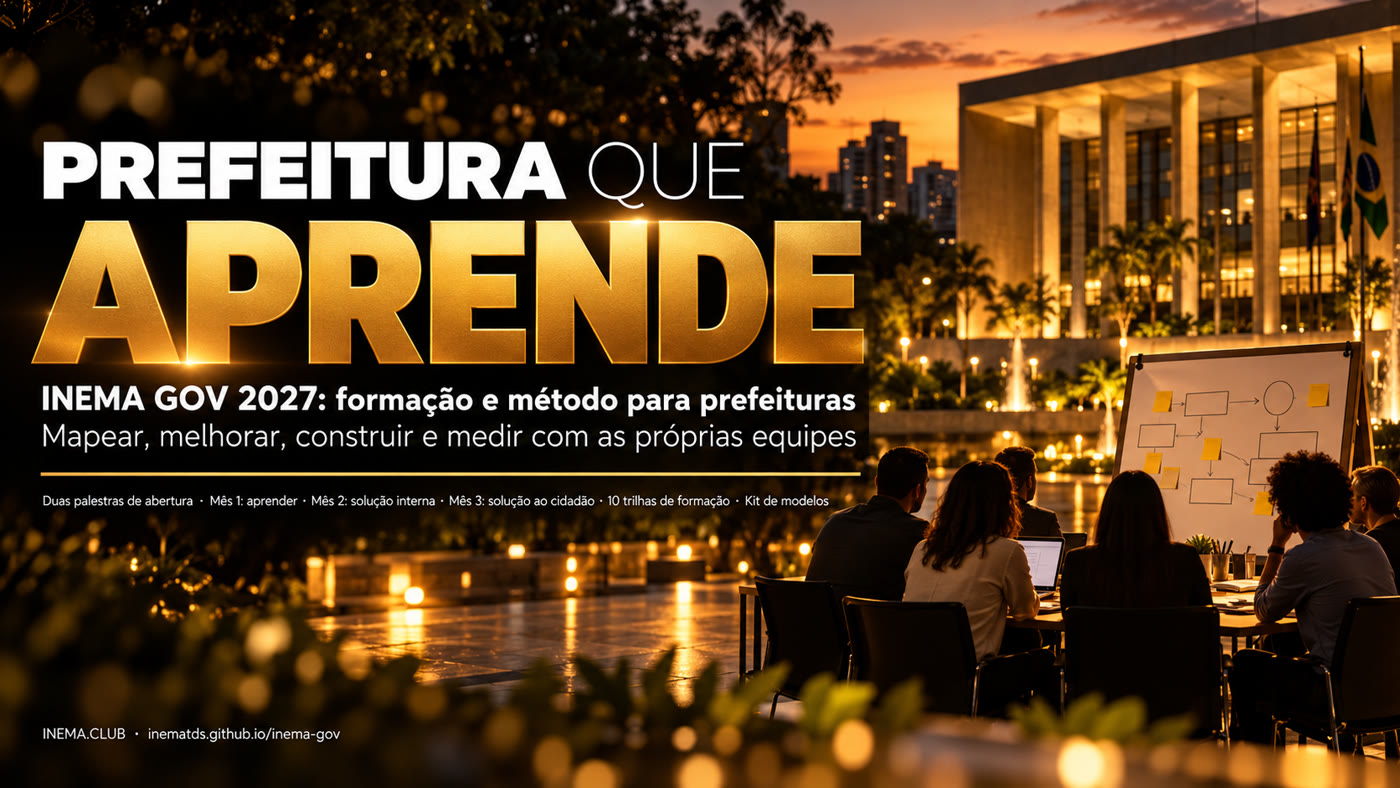 PREFEITURA QUE
APRENDE
INEMA GOV 2027: formação e método para prefeituras
Mapear, melhorar, construir e medir com as próprias equipes
Duas palestras de abertura · Mês 1: aprender · Mês 2: solução interna · Mês 3: solução ao cidadão · 10 trilhas de formação · Kit de modelos
INEMA.CLUB · inematds.github.io/inema-gov